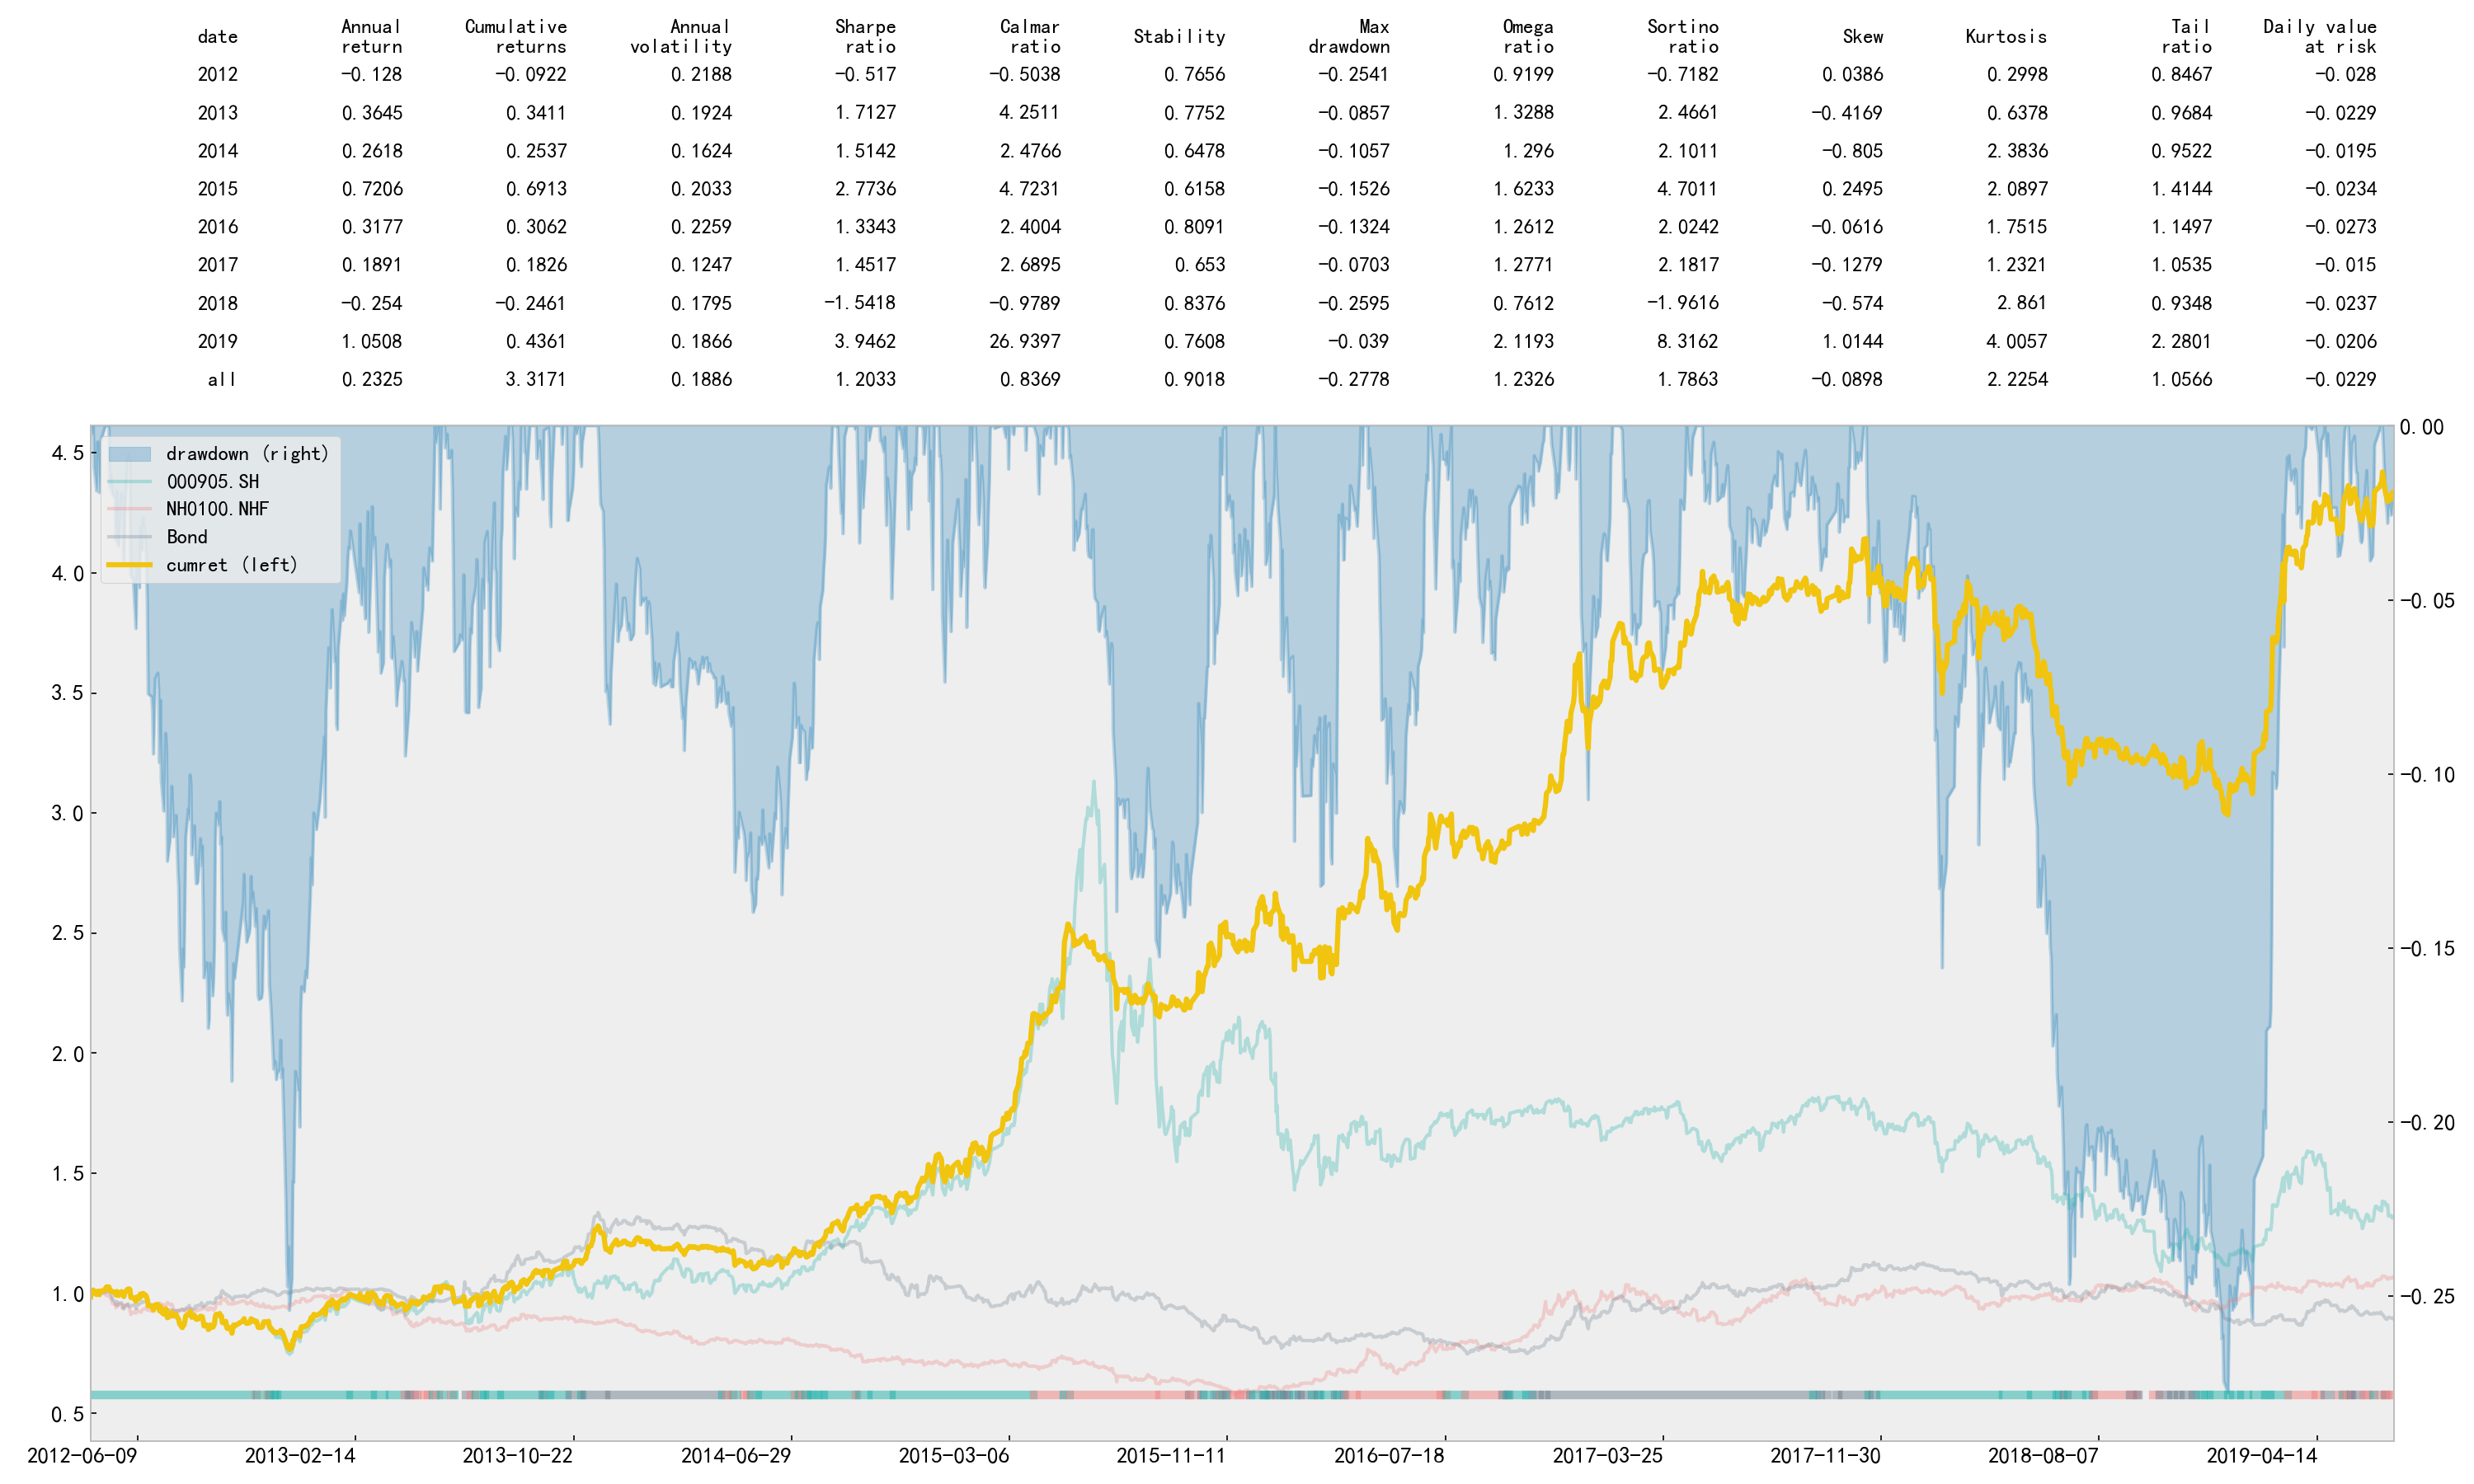 date Annual return Cumulative returns Annual volatility Sharpe ratio Calmar ratio Stability Max drawdown Omega ratio Sortino ratio Skew Kurtosis Tail ratio Daily value at risk
2012 -0.128 -0.0922 0.2188 -0.517 -0.5038 0.7656 -0.2541 0.9199 -0.7182 0.0386 0.2998 0.8467 -0.028
2013 0.3645 0.3411 0.1924 1.7127 4.2511 0.7752 -0.0857 1.3288 2.4661 -0.4169 0.6378 0.9684 -0.0229
2014 0.2618 0.2537 0.1624 1.5142 2.4766 0.6478 -0.1057 1.296 2.1011 -0.805 2.3836 0.9522 -0.0195
2015 0.7206 0.6913 0.2033 2.7736 4.7231 0.6158 -0.1526 1.6233 4.7011 0.2495 2.0897 1.4144 -0.0234
2016 0.3177 0.3062 0.2259 1.3343 2.4004 0.8091 -0.1324 1.2612 2.0242 -0.0616 1.7515 1.1497 -0.0273
2017 0.1891 0.1826 0.1247 1.4517 2.6895 0.653 -0.0703 1.2771 2.1817 -0.1279 1.2321 1.0535 -0.015
2018 -0.254 -0.2461 0.1795 -1.5418 -0.9789 0.8376 -0.2595 0.7612 -1.9616 -0.574 2.861 0.9348 -0.0237
2019 1.0508 0.4361 0.1866 3.9462 26.9397 0.7608 -0.039 2.1193 8.3162 1.0144 4.0057 2.2801 -0.0206
all 0.2325 3.3171 0.1886 1.2033 0.8369 0.9018 -0.2778 1.2326 1.7863 -0.0898 2.2254 1.0566 -0.0229
drawdown (right)
000905.SH
NH0100.NHF
Bond
cumret (left)
4.5
4.0
3.5
3.0
2.5
2.0
1.5
1.0
0.5
0.00
-0.05
-0.10
-0.15
-0.20
-0.25
2012-06-09 2013-02-14 2013-10-22 2014-06-29 2015-03-06 2015-11-11 2016-07-18 2017-03-25 2017-11-30 2018-08-07 2019-04-14